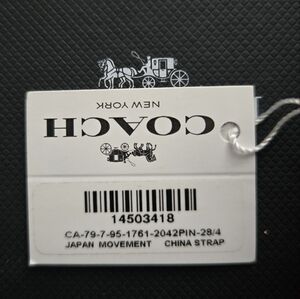 NEW YORK
COACH
14503418
CA-79-7-95-1761-2042PIN-28/4
JAPAN MOVEMENT CHINA STRAP